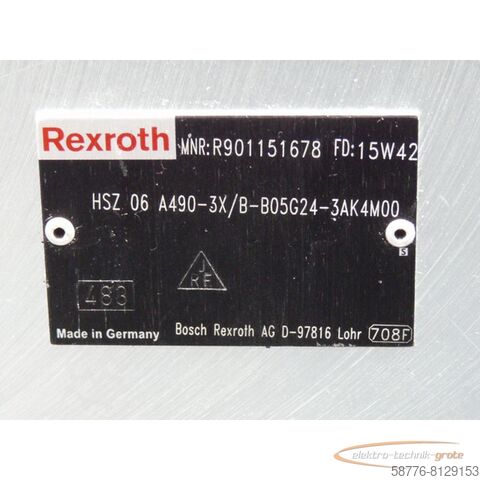 Rexroth MNR:R901151678 FD:15W42
HSZ 06 A490-3X/B-B05G24-3AK4M00
S
J
RF
483
Made in Germany Bosch Rexroth AG D-97816 Lohr 708F
elektro-technik-grote
58776-8129153